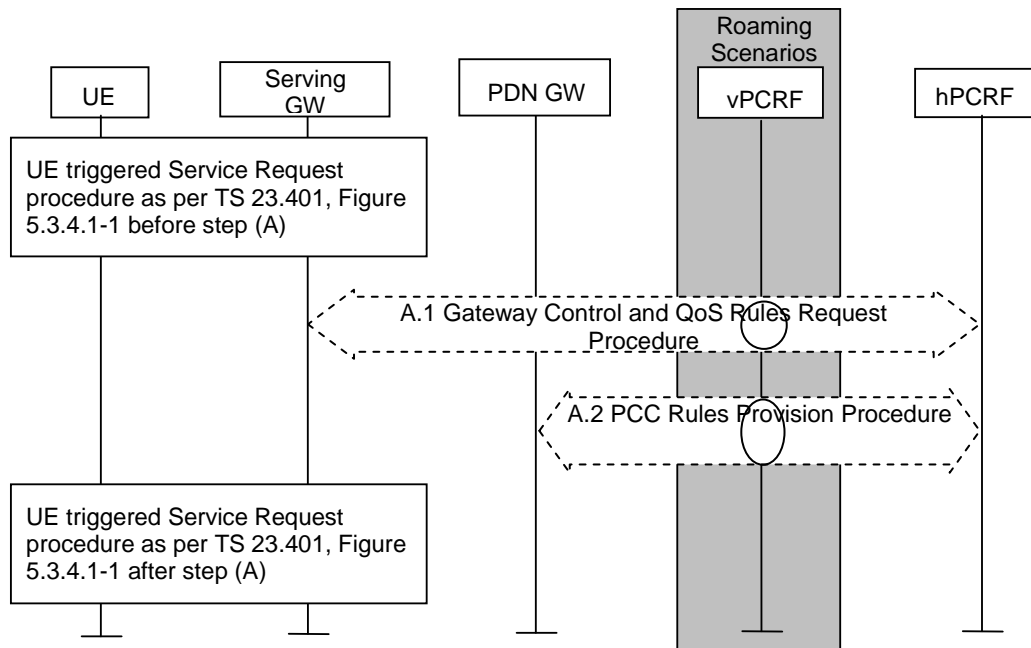 Roaming
Scenarios
UE
Serving
GW
PDN GW
vPCRF
hPCRF
UE triggered Service Request
procedure as per TS 23.401, Figure
5.3.4.1-1 before step (A)
A.1 Gateway Control and QoS Rules Request
Procedure
A.2 PCC Rules Provision Procedure
UE triggered Service Request
procedure as per TS 23.401, Figure
5.3.4.1-1 after step (A)